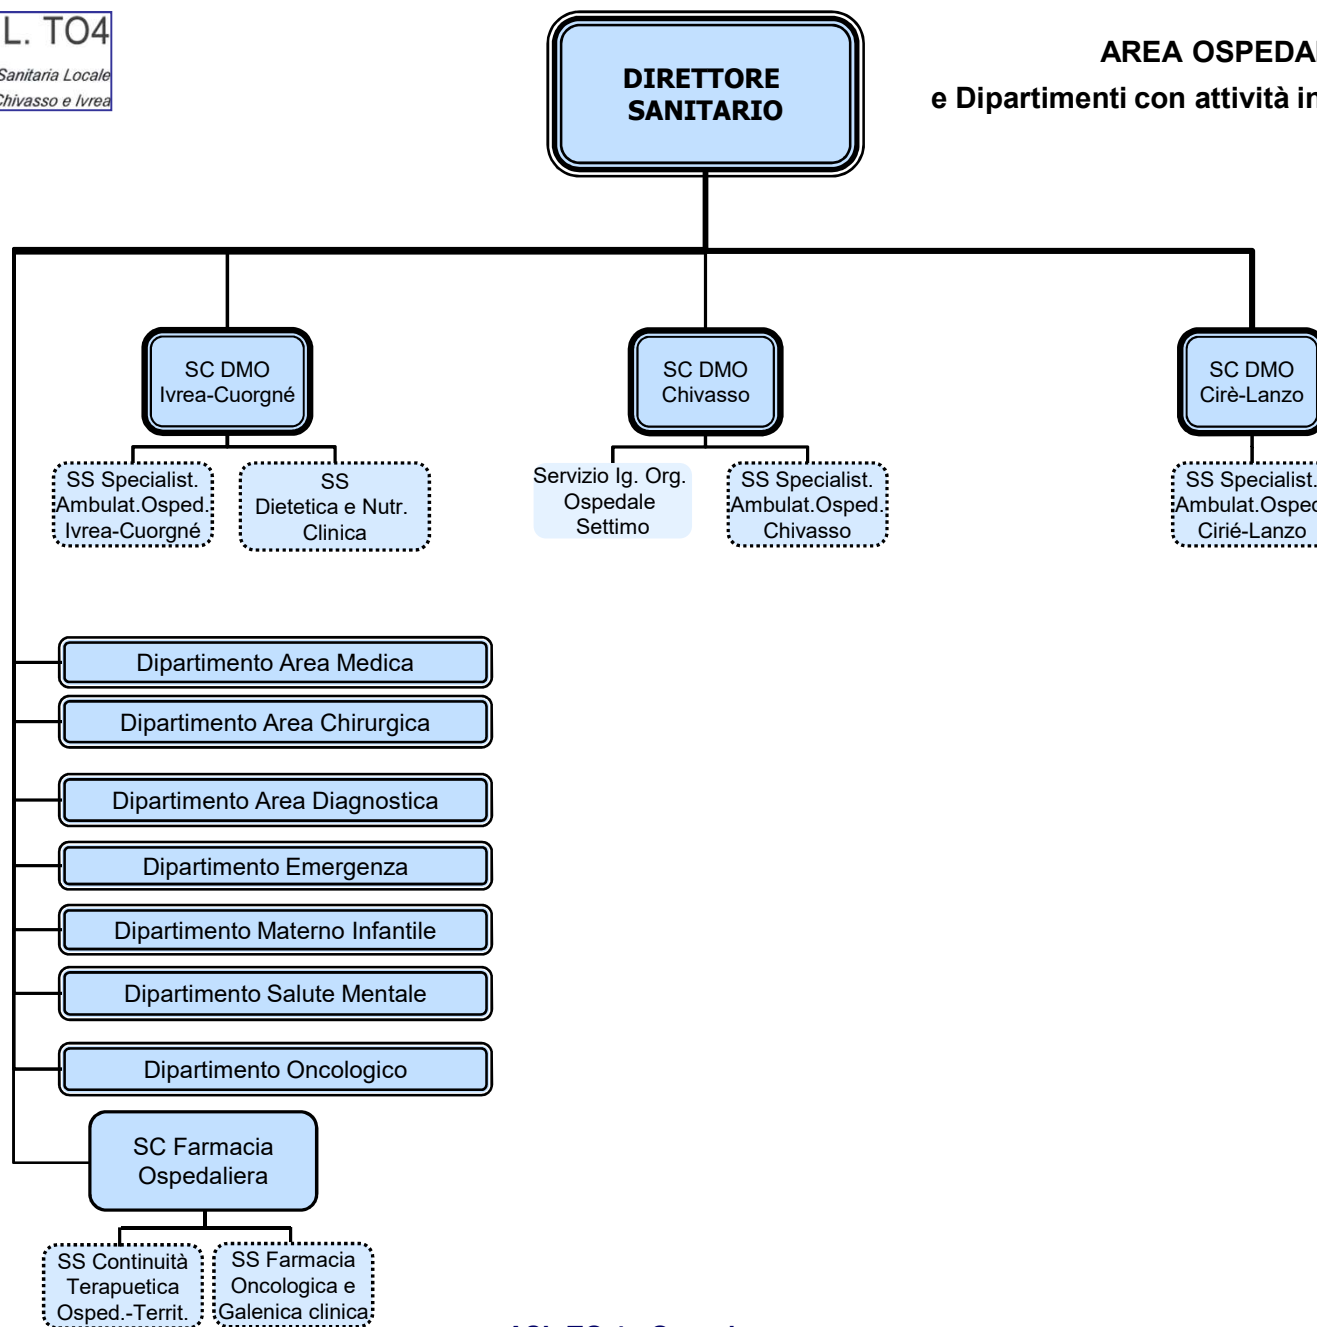 L. TO4
Sanitaria Locale
Chivasso e Ivrea
DIRETTORE
SANITARIO
AREA OSPEDAL
e Dipartimenti con attività in
SC DMO
Ivrea-Cuorgné
SC DMO
Chivasso
SC DMO
Cirè-Lanzo
SS Specialist.
Ambulat.Osped.
Ivrea-Cuorgné
SS
Dietetica e Nutr.
Clinica
Servizio Ig. Org.
Ospedale
Settimo
SS Specialist.
Ambulat.Osped.
Chivasso
SS Specialist.
Ambulat.Osped
Cirié-Lanzo
Dipartimento Area Medica
Dipartimento Area Chirurgica
Dipartimento Area Diagnostica
Dipartimento Emergenza
Dipartimento Materno Infantile
Dipartimento Salute Mentale
Dipartimento Oncologico
SC Farmacia
Ospedaliera
SS Continuità
Terapuetica
Osped.-Territ.
SS Farmacia
Oncologica e
Galenica clinica